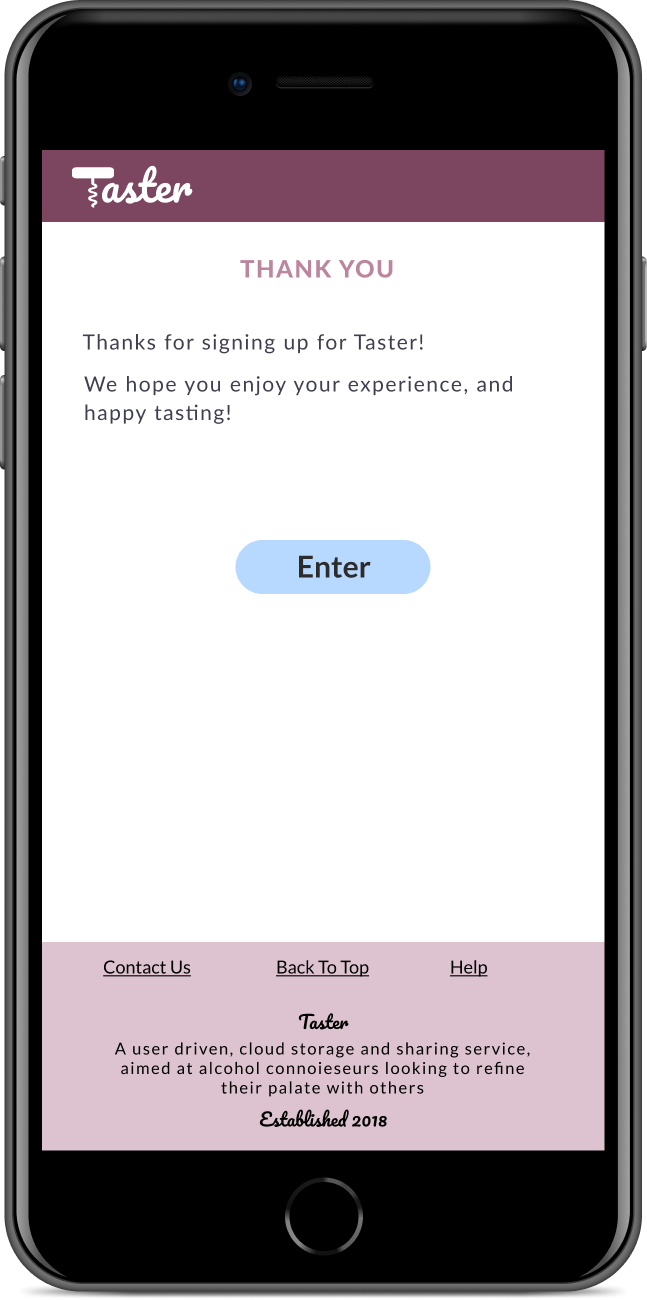 Taster
THANK YOU
Thanks for signing up for Taster!
We hope you enjoy your experience, and
happy tasting!
Enter
Contact Us Back To Top Help
Taster
A user driven, cloud storage and sharing service,
aimed at alcohol connoieseurs looking to refine
their palate with others
Established 2018